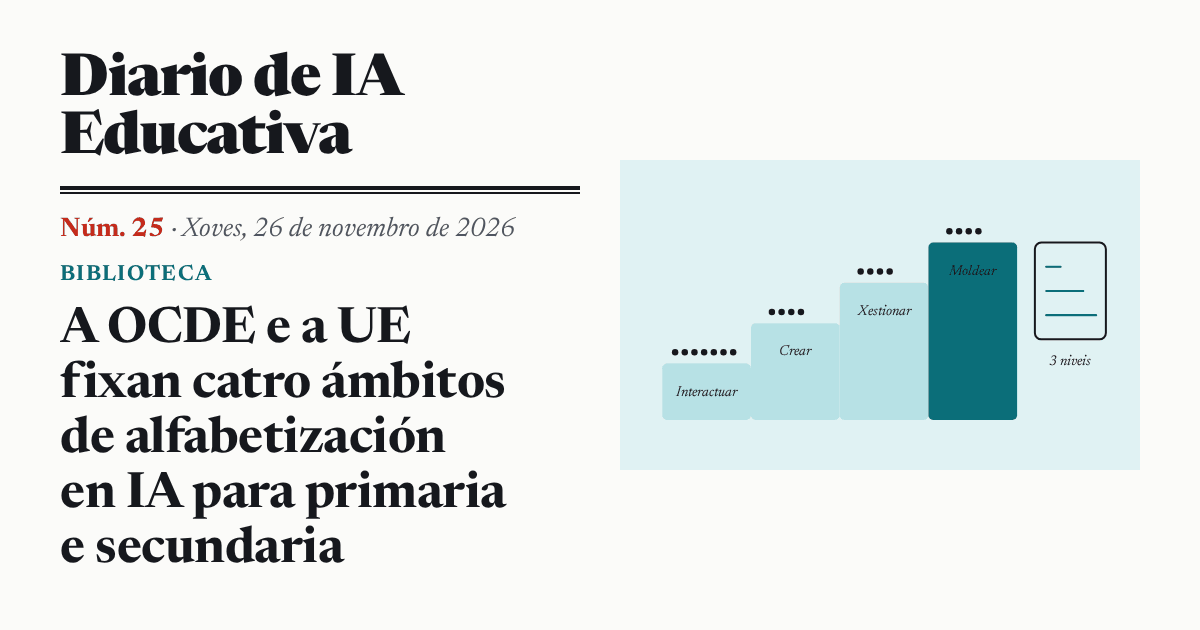 Diario de IA
Educativa
Núm. 25 · Xoves, 26 de novembro de 2026
BIBLIOTECA
A OCDE e a UE
fixan catro ámbitos
de alfabetización
en IA para primaria
e secundaria
Moldear
Xestionar
Crear
Interactuar
3 niveis